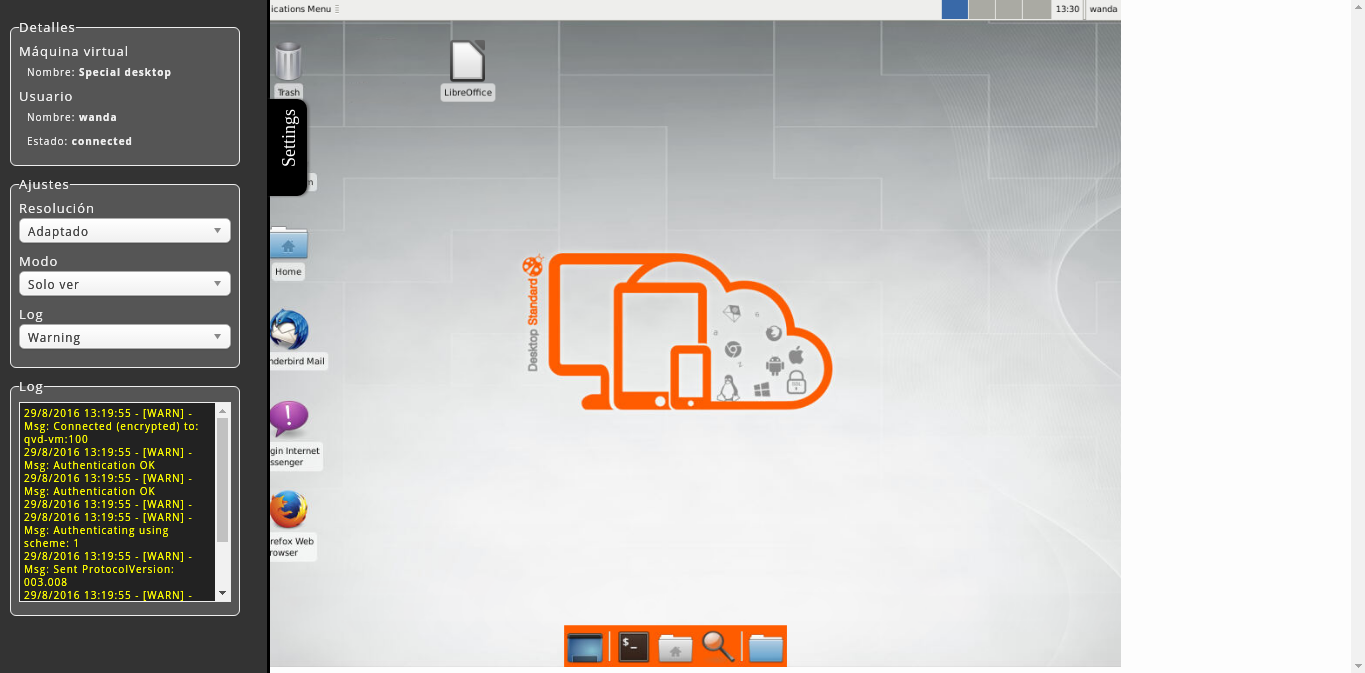 Detalles
Máquina virtual
Nombre: Special desktop
Usuario
Nombre: wanda
Estado: connected
Ajustes
Resolución
Adaptado
Modo
Solo ver
Log
Warning
Log
29/8/2016 13:19:55 - [WARN] -
Msg: Connected (encrypted) to:
qvd-vm:100
29/8/2016 13:19:55 - [WARN] -
Msg: Authentication OK
29/8/2016 13:19:55 - [WARN] -
Msg: Authentication OK
29/8/2016 13:19:55 - [WARN] -
29/8/2016 13:19:55 - [WARN] -
Msg: Authenticating using
scheme: 1
29/8/2016 13:19:55 - [WARN] -
Msg: Sent ProtocolVersion:
003.008
29/8/2016 13:19:55 - [WARN] -
Settings
ications Menu
13:30
wanda
Trash
LibreOffice
n
Home
nderbird Mail
gin Internet
ssenger
refox Web
rowser
Desktop Standard
$_